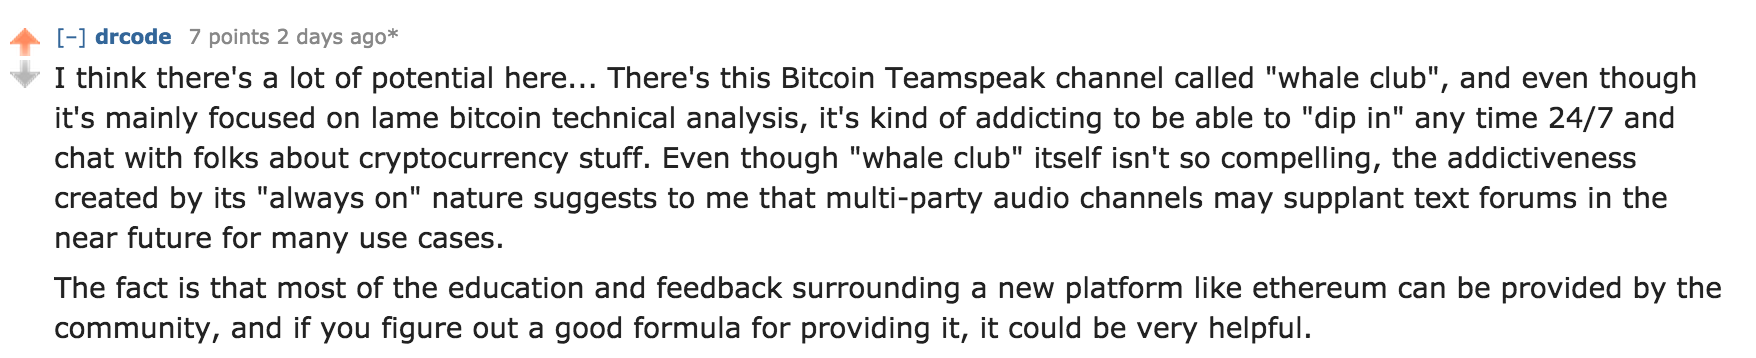 [–] drcode 7 points 2 days ago*
I think there's a lot of potential here... There's this Bitcoin Teamspeak channel called "whale club", and even though
it's mainly focused on lame bitcoin technical analysis, it's kind of addicting to be able to "dip in" any time 24/7 and
chat with folks about cryptocurrency stuff. Even though "whale club" itself isn't so compelling, the addictiveness
created by its "always on" nature suggests to me that multi-party audio channels may supplant text forums in the
near future for many use cases.
The fact is that most of the education and feedback surrounding a new platform like ethereum can be provided by the
community, and if you figure out a good formula for providing it, it could be very helpful.